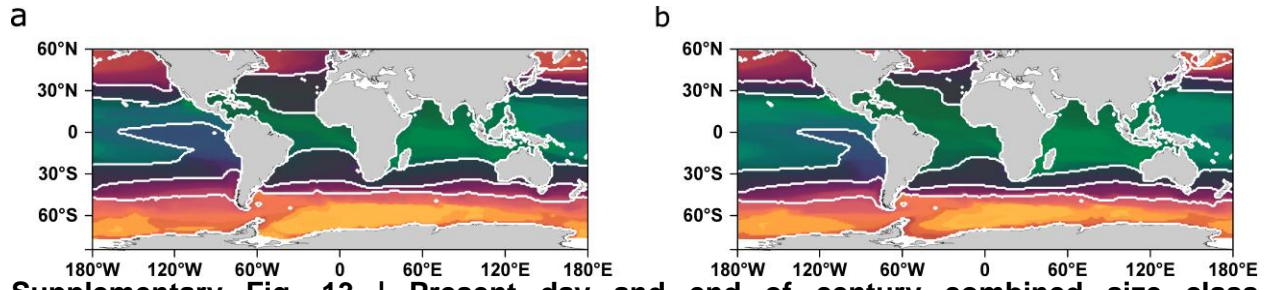 a b
60°N 60°N
30°N 30°N
0 0
30°S 30°S
60°S 60°S
180°W 120°W 60W 0 60°E 120°E 180°E 180°W 120°W 60°W 0 60°E 120°E 180°E
Supplementary Fig. 13 | Present day and end of century combined size class